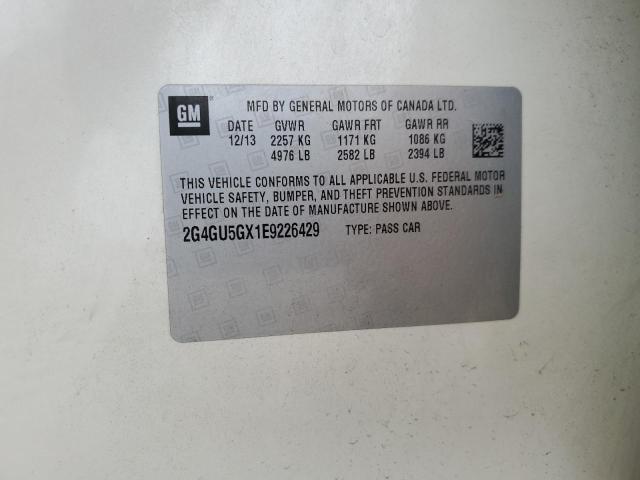 GM
MFD BY GENERAL MOTORS OF CANADA LTD.
DATE GVWR GAWR FRT GAWR RR
12/13 2257 KG 1171 KG 1086 KG
4976 LB 2582 LB 2394 LB
THIS VEHICLE CONFORMS TO ALL APPLICABLE U.S. FEDERAL MOTOR
VEHICLE SAFETY, BUMPER, AND THEFT PREVENTION STANDARDS IN
EFFECT ON THE DATE OF MANUFACTURE SHOWN ABOVE.
2G4GU5GX1E9226429 TYPE: PASS CAR